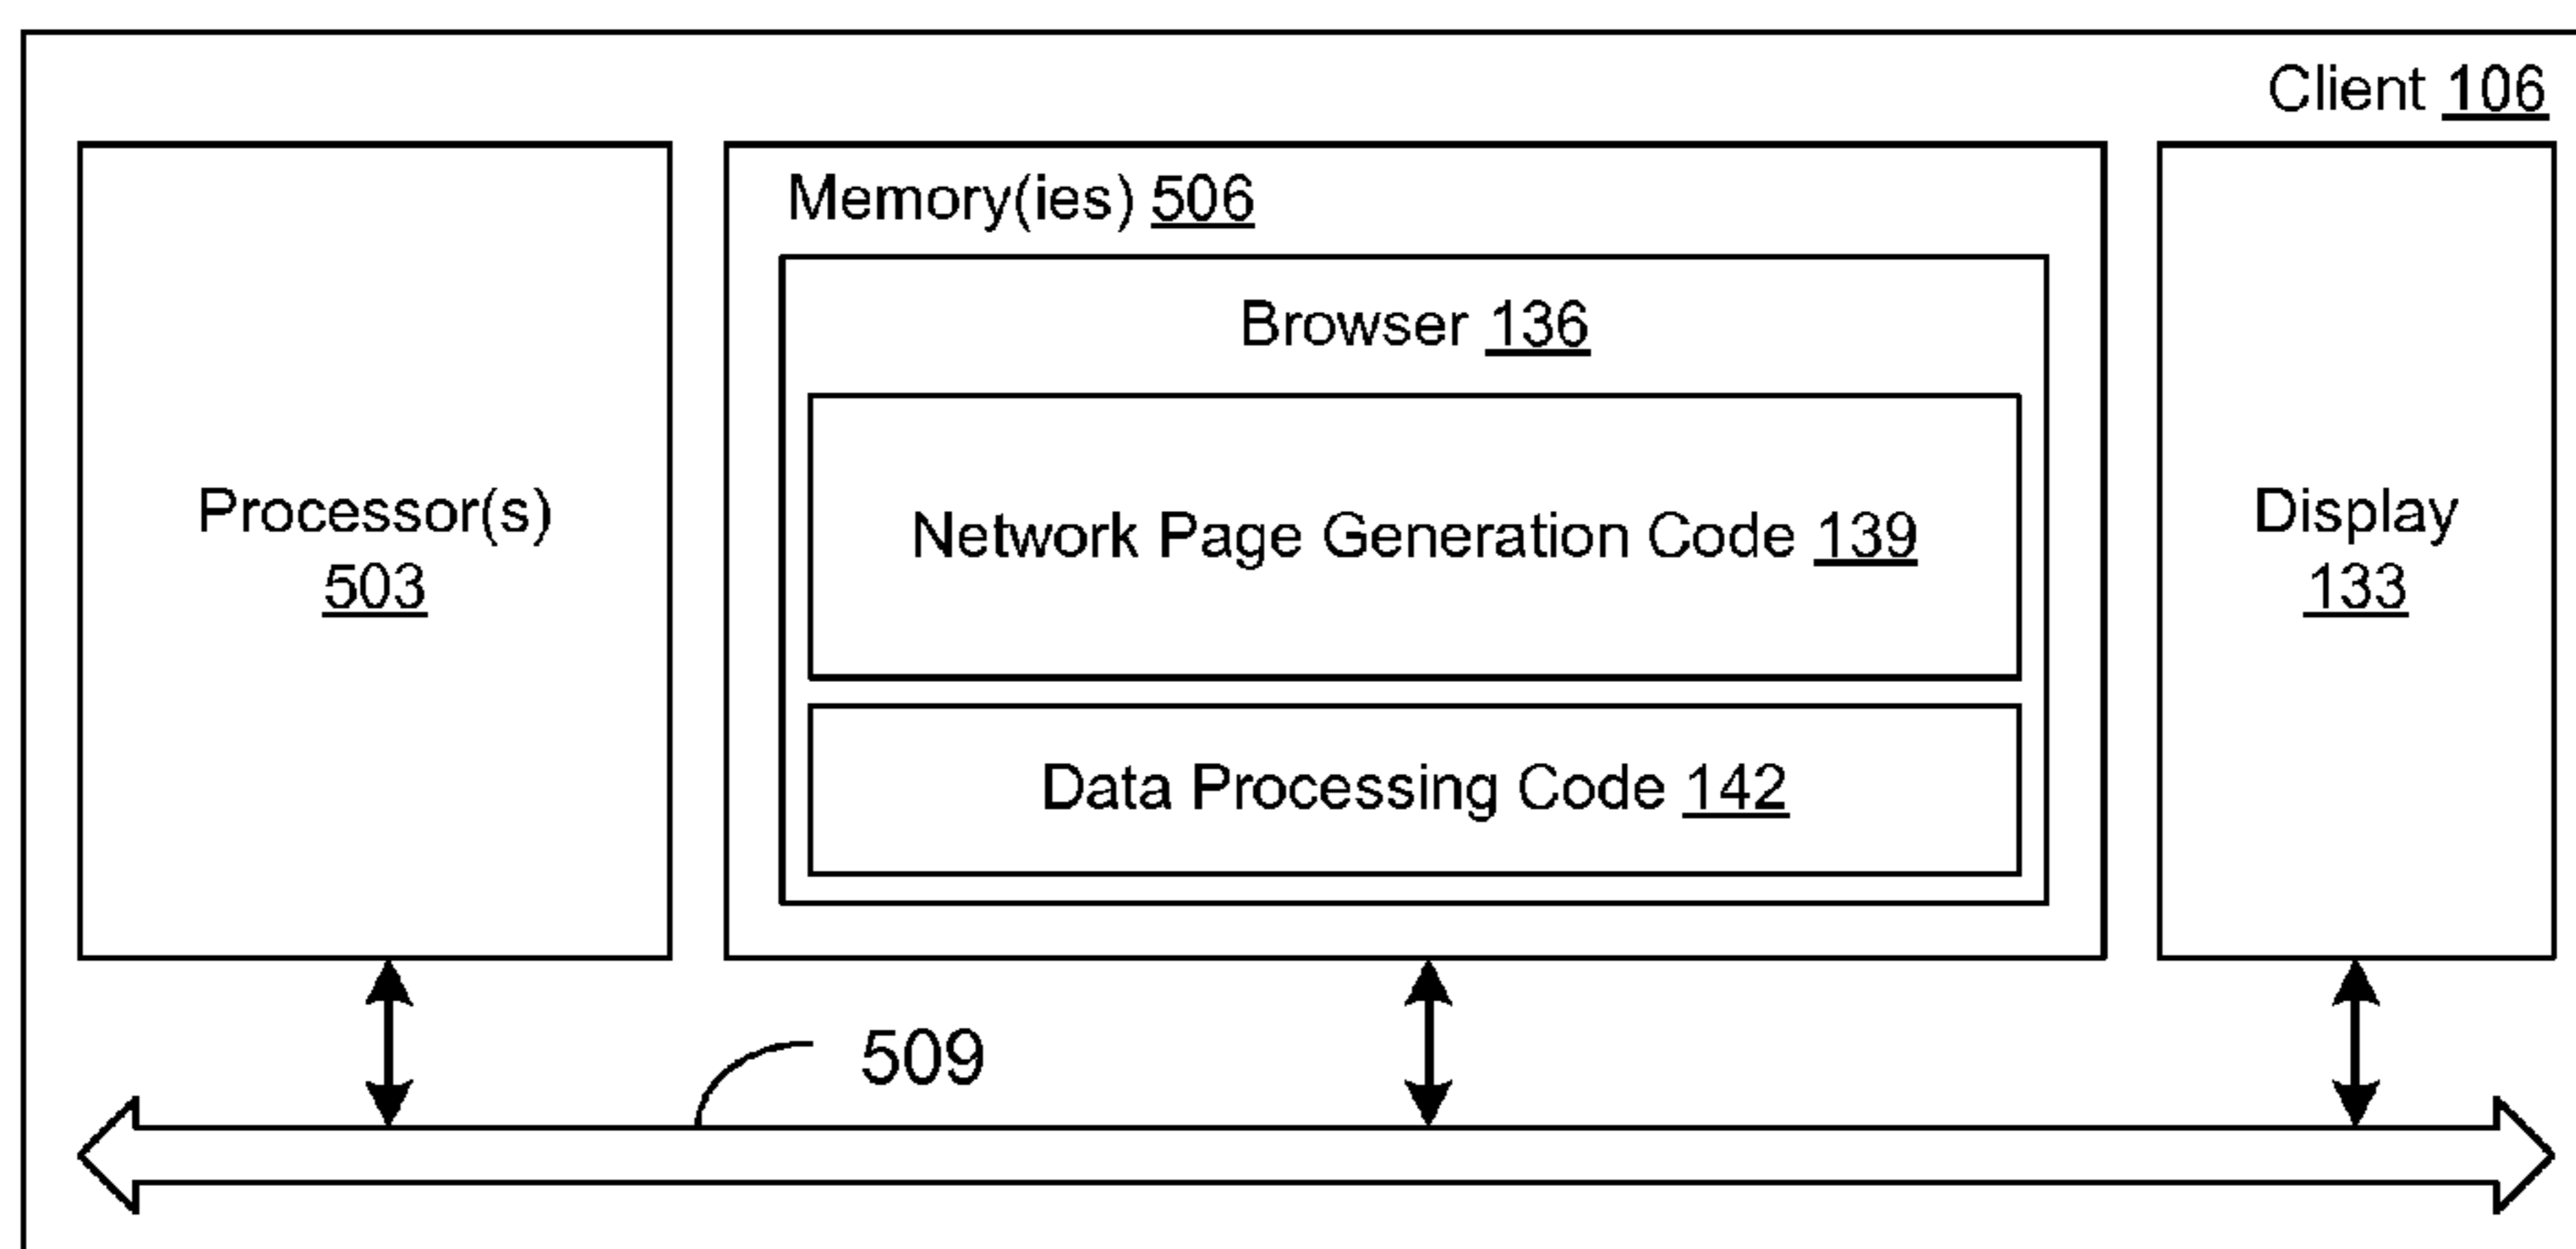 Client 106
Memory(ies) 506
Browser 136
Processor(s)
503
Network Page Generation Code 139
Display
133
Data Processing Code 142
509